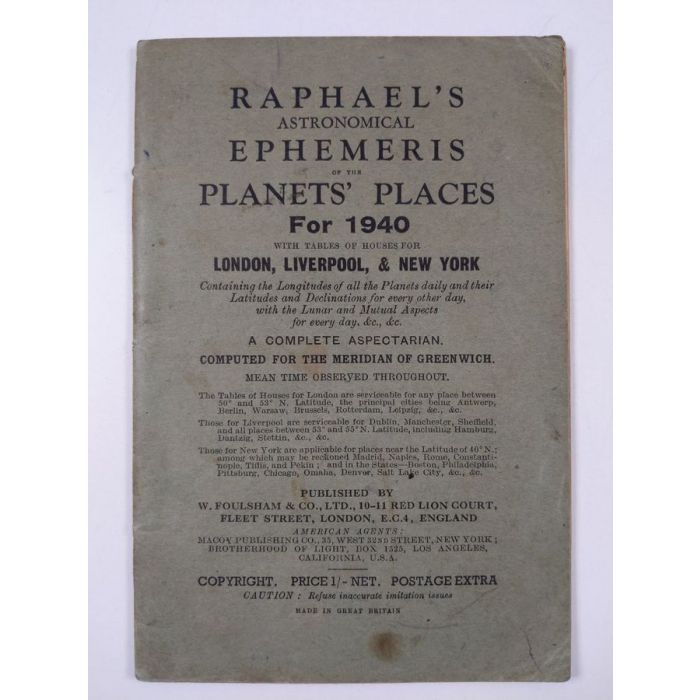 RAPHAEL'S
ASTRONOMICAL
EPHEMERIS
OF THE
PLANETS' PLACES
For 1940
WITH TABLES OF HOUSES FOR
LONDON, LIVERPOOL, & NEW YORK
Containing the Longitudes of all the Planets daily and their
Latitudes and Declinations for every other day,
with the Lunar and Mutual Aspects
for every day, &c., &c.
A COMPLETE ASPECTARIAN.
COMPUTED FOR THE MERIDIAN OF GREENWICH.
MEAN TIME OBSERVED THROUGHOUT.
The Tables of Houses for London are serviceable for any place between
50° and 53° N. Latitude, the principal cities being Antwerp,
Berlin, Warsaw, Brussels, Rotterdam, Leipzig, &c., &c.
Those for Liverpool are serviceable for Dublin, Manchester, Sheffield,
and all places between 53° and 55° N. Latitude, including Hamburg,
Dantzig, Stettin, &c., &c.
Those for New York are applicable for places near the Latitude of 40° N.;
among which may be reckoned Madrid, Naples, Rome, Constanti-
nople, Tiflis, and Pekin; and in the States—Boston, Philadelphia,
Pittsburg, Chicago, Omaha, Denver, Salt Lake City, &c., &c.
PUBLISHED BY
W. FOULSHAM & CO., LTD., 10-11 RED LION COURT,
FLEET STREET, LONDON, E.C.4, ENGLAND
AMERICAN AGENTS:
MACOY PUBLISHING CO., 35, WEST 32ND STREET, NEW YORK;
BROTHERHOOD OF LIGHT, BOX 1525, LOS ANGELES,
CALIFORNIA, U.S.A.
COPYRIGHT. PRICE 1/- NET. POSTAGE EXTRA
CAUTION: Refuse inaccurate imitation issues
MADE IN GREAT BRITAIN